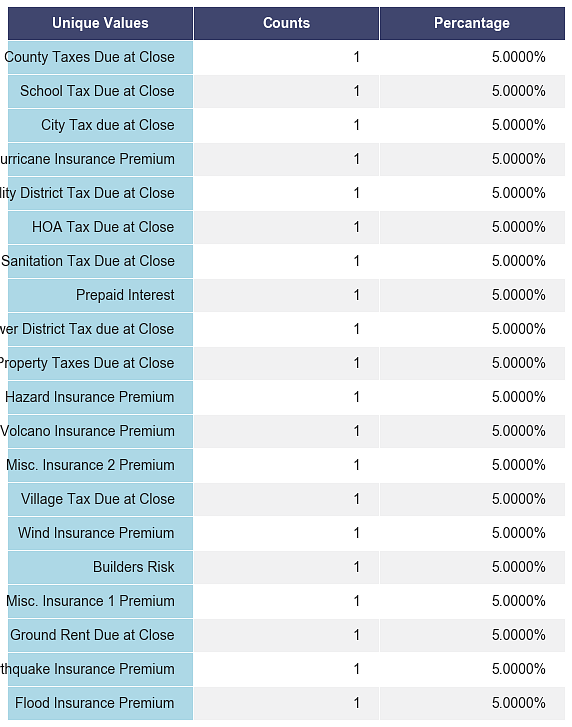 Unique Values Counts Percantage
County Taxes Due at Close 1 5.0000%
School Tax Due at Close 1 5.0000%
City Tax due at Close 1 5.0000%
urricane Insurance Premium 1 5.0000%
lity District Tax Due at Close 1 5.0000%
HOA Tax Due at Close 1 5.0000%
Sanitation Tax Due at Close 1 5.0000%
Prepaid Interest 1 5.0000%
wer District Tax due at Close 1 5.0000%
Property Taxes Due at Close 1 5.0000%
Hazard Insurance Premium 1 5.0000%
Volcano Insurance Premium 1 5.0000%
Misc. Insurance 2 Premium 1 5.0000%
Village Tax Due at Close 1 5.0000%
Wind Insurance Premium 1 5.0000%
Builders Risk 1 5.0000%
Misc. Insurance 1 Premium 1 5.0000%
Ground Rent Due at Close 1 5.0000%
thquake Insurance Premium 1 5.0000%
Flood Insurance Premium 1 5.0000%